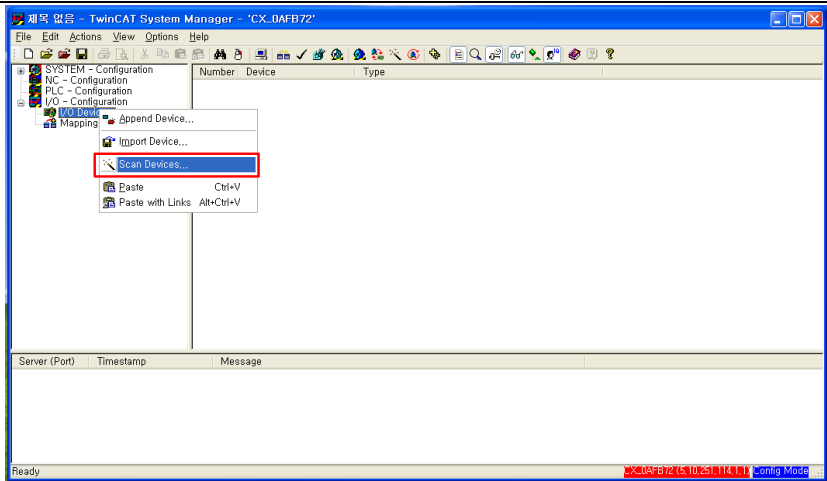 제목 없음 - TwinCAT System Manager - 'CX_0AFB72'
File Edit Actions View Options Help
SYSTEM - Configuration
NC - Configuration
PLC - Configuration
I/O - Configuration
I/O Devic
Mapping
Number Device Type
Append Device...
Import Device...
Scan Devices...
Paste Ctrl+V
Paste with Links Alt+Ctrl+V
Server (Port) Timestamp Message
Ready
CX_0AFB72 (5,10,251,114,1,1) Config Mode